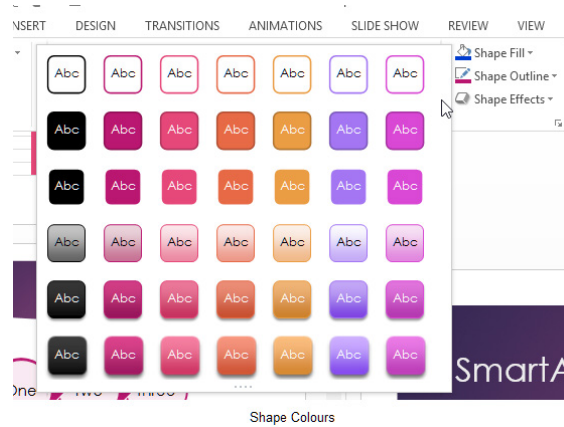 NSERT DESIGN TRANSITIONS ANIMATIONS SLIDE SHOW REVIEW VIEW
Shape Fill
Shape Outline
Shape Effects
Abc Abc Abc Abc Abc Abc Abc
Abc Abc Abc Abc Abc Abc Abc
Abc Abc Abc Abc Abc Abc Abc
Abc Abc Abc Abc Abc Abc Abc
Abc Abc Abc Abc Abc Abc Abc
Abc Abc Abc Abc Abc Abc Abc
SmartA
One Two Three
Shape Colours